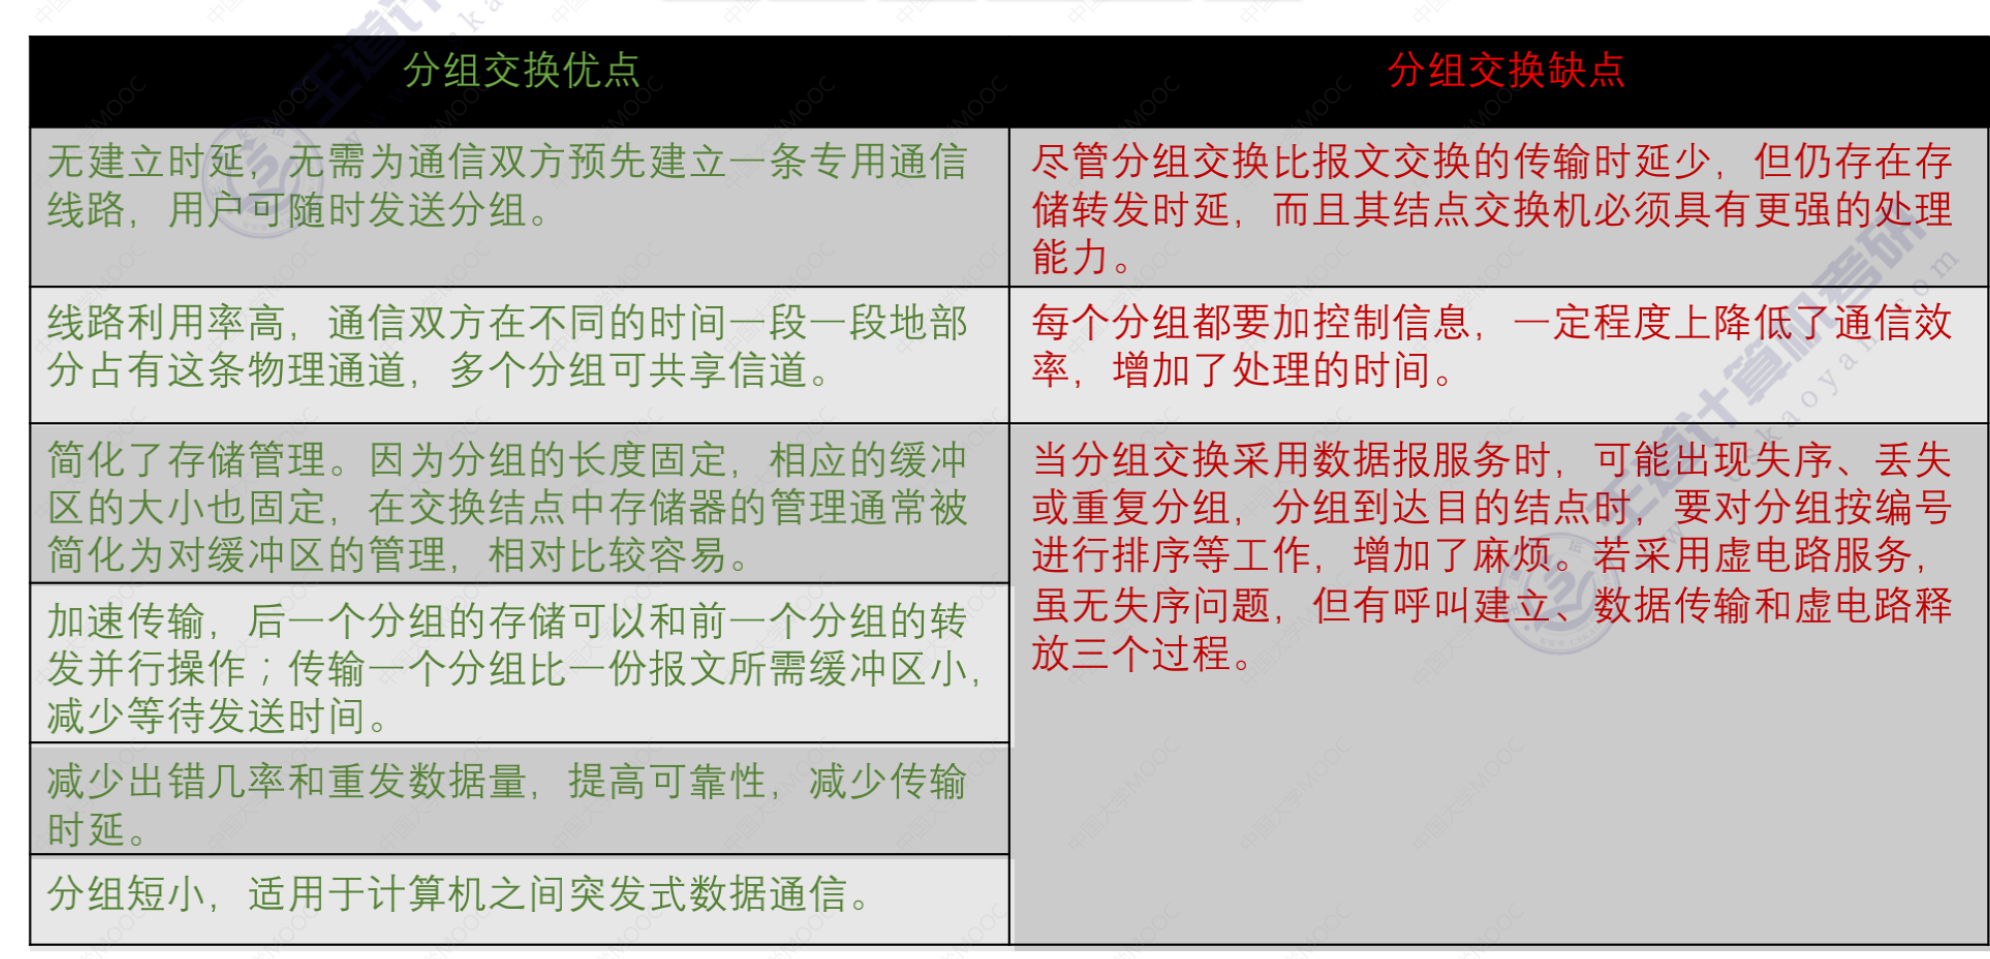 分组交换优点
分组交换缺点
无建立时延，无需为通信双方预先建立一条专用通信
线路，用户可随时发送分组。
尽管分组交换比报文交换的传输时延少，但仍存在存
储转发时延，而且其结点交换机必须具有更强的处理
能力。
线路利用率高，通信双方在不同的时间一段一段地部
分占有这条物理通道，多个分组可共享信道。
每个分组都要加控制信息，一定程度上降低了通信效
率，增加了处理的时间。
简化了存储管理。因为分组的长度固定，相应的缓冲
区的大小也固定，在交换结点中存储器的管理通常被
简化为对缓冲区的管理，相对比较容易。
当分组交换采用数据报服务时，可能出现失序、丢失
或重复分组，分组到达目的结点时，要对分组按编号
进行排序等工作，增加了麻烦。若采用虚电路服务，
虽无失序问题，但有呼叫建立、数据传输和虚电路释
放三个过程。
加速传输，后一个分组的存储可以和前一个分组的转
发并行操作；传输一个分组比一份报文所需缓冲区小，
减少等待发送时间。
减少出错几率和重发数据量，提高可靠性，减少传输
时延。
分组短小，适用于计算机之间突发式数据通信。
王道计算机考研
中国大学MOOC